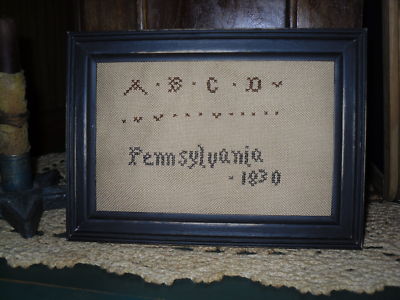 A · B · C · D
Pennsylvania
- 1830